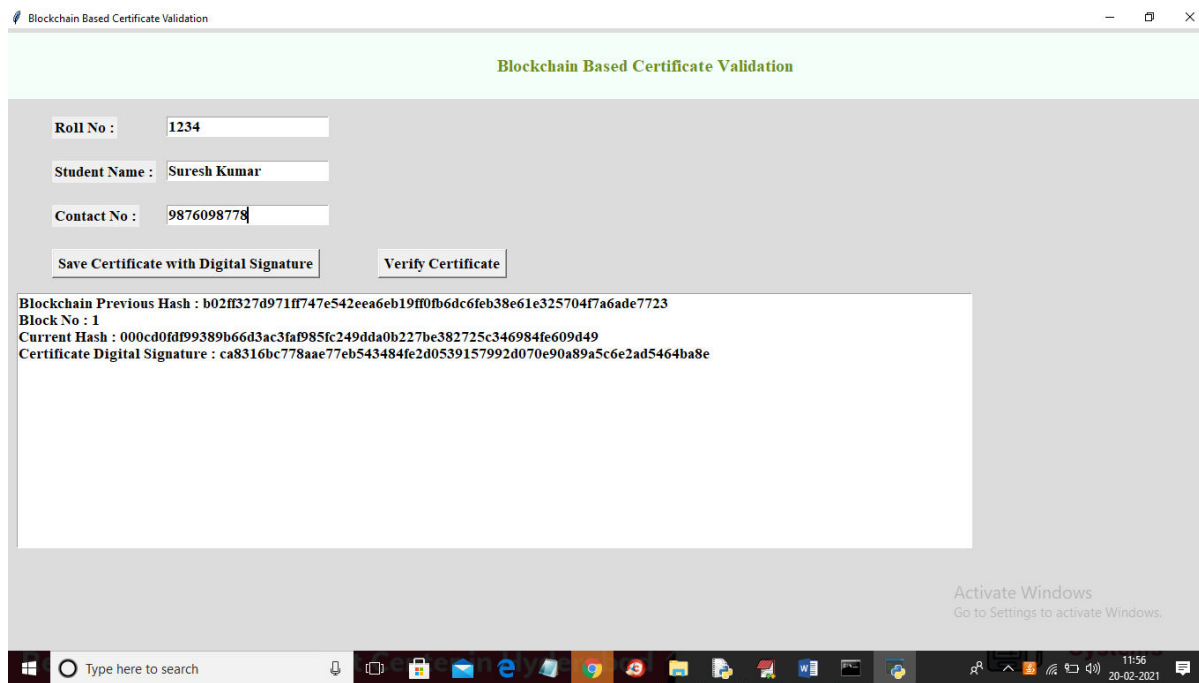 Blockchain Based Certificate Validation
Blockchain Based Certificate Validation
Roll No :
1234
Student Name :
Suresh Kumar
Contact No :
9876098778
Save Certificate with Digital Signature
Verify Certificate
Blockchain Previous Hash : b02ff327d971ff747e542eea6eb19ff0fb6dc6feb38e61e325704f7a6ade7723
Block No : 1
Current Hash : 000cd0fdf99389b66d3ac3faf985fc249dda0b227be382725c346984fe609d49
Certificate Digital Signature : ca8316bc778aae77eb543484fe2d0539157992d070e90a89a5c6e2ad5464ba8e
Activate Windows
Go to Settings to activate Windows.
Type here to search
11:56
20-02-2021